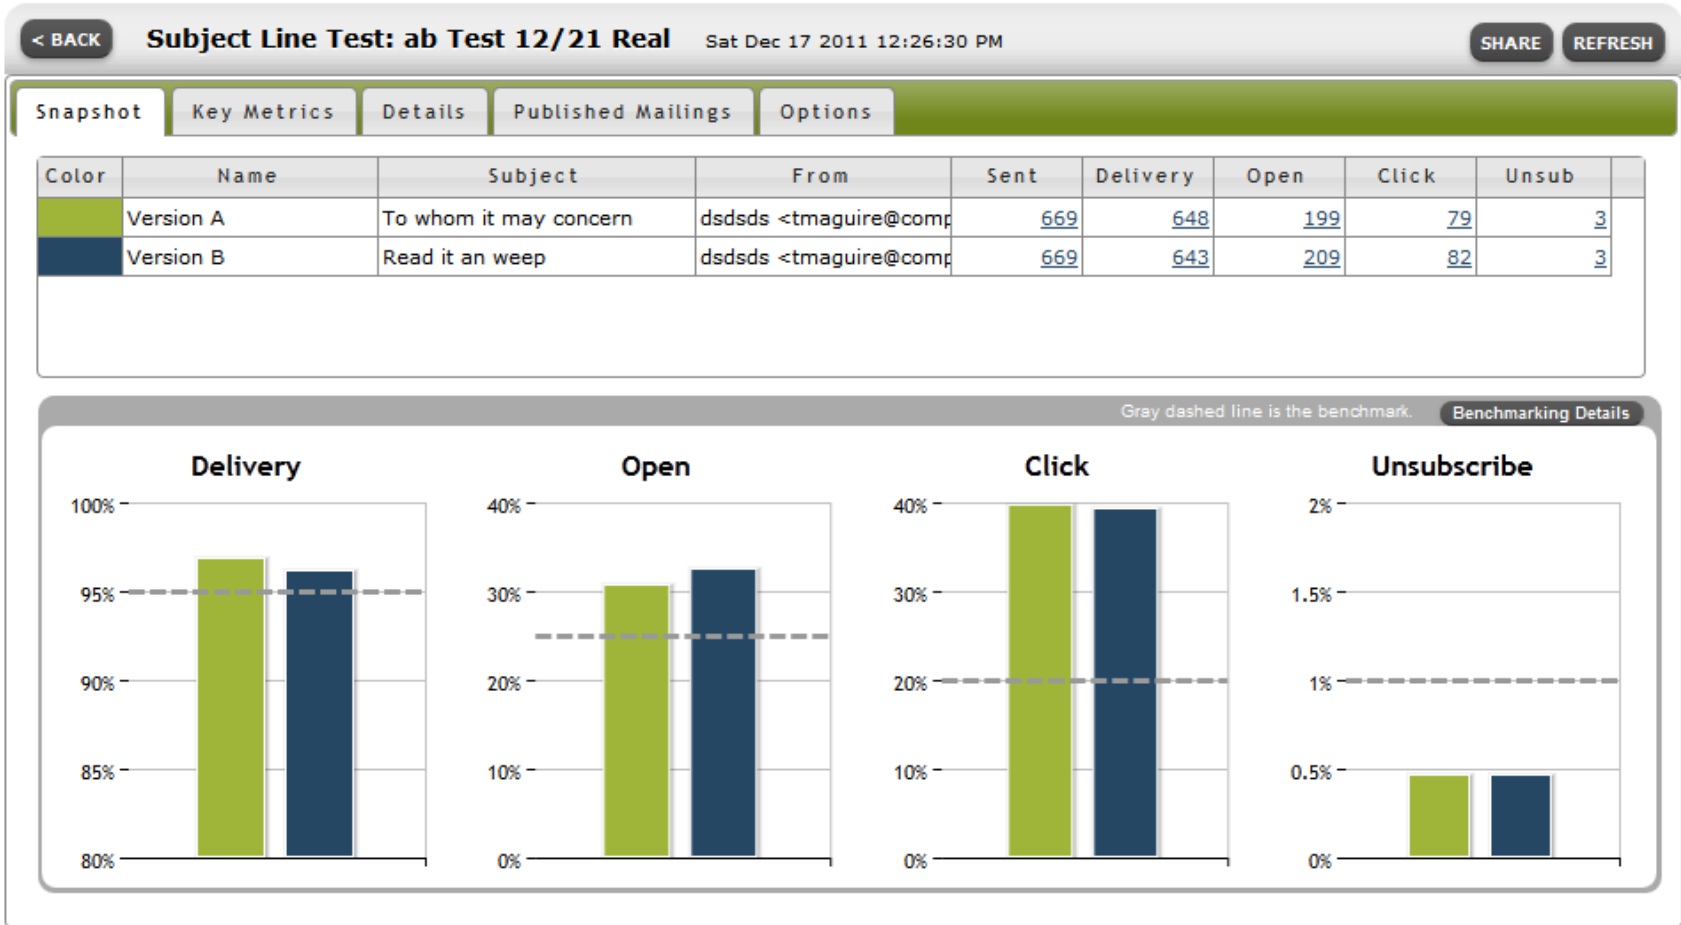 < BACK Subject Line Test: ab Test 12/21 Real Sat Dec 17 2011 12:26:30 PM SHARE REFRESH
Snapshot Key Metrics Details Published Mailings Options
Color Name Subject From Sent Delivery Open Click Unsub
Version A To whom it may concern dsdsds <tmaguire@comp 669 648 199 79 3
Version B Read it an weep dsdsds <tmaguire@comp 669 643 209 82 3
Gray dashed line is the benchmark. Benchmarking Details
Delivery Open Click Unsubscribe
100% 40% 40% 2%
95% 30% 30% 1.5%
90% 20% 20% 1%
85% 10% 10% 0.5%
80% 0% 0% 0%